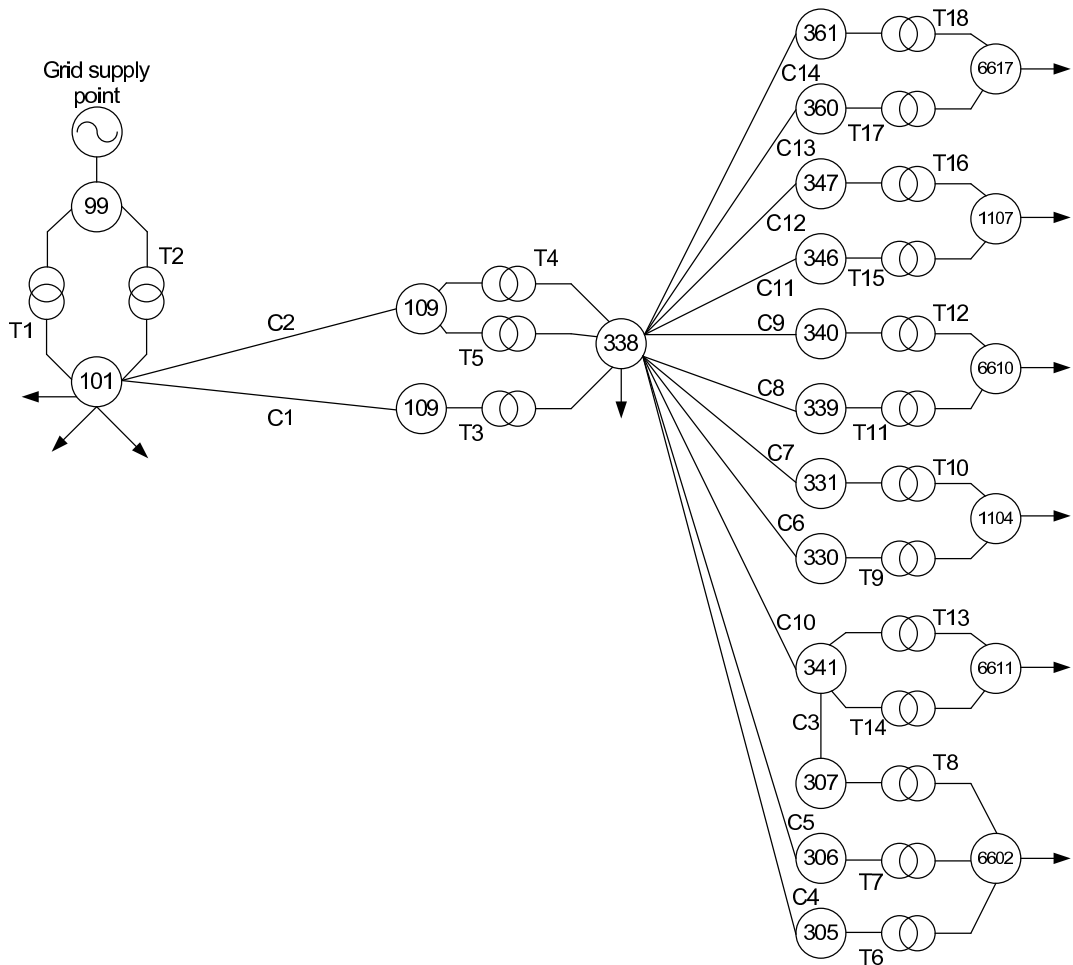 361
T18
C14
6617
Grid supply
point
360
T17
C13
347
T16
99
C12
1107
T2
T4
346
T15
C11
109
T1
C2
C9
340
T12
T5
338
6610
101
C8
C1
109
T3
339
T11
C7
331
T10
1104
C6
330
T9
C10
T13
341
6611
C3
T14
307
T8
C5
306
T7
6602
C4
305
T6